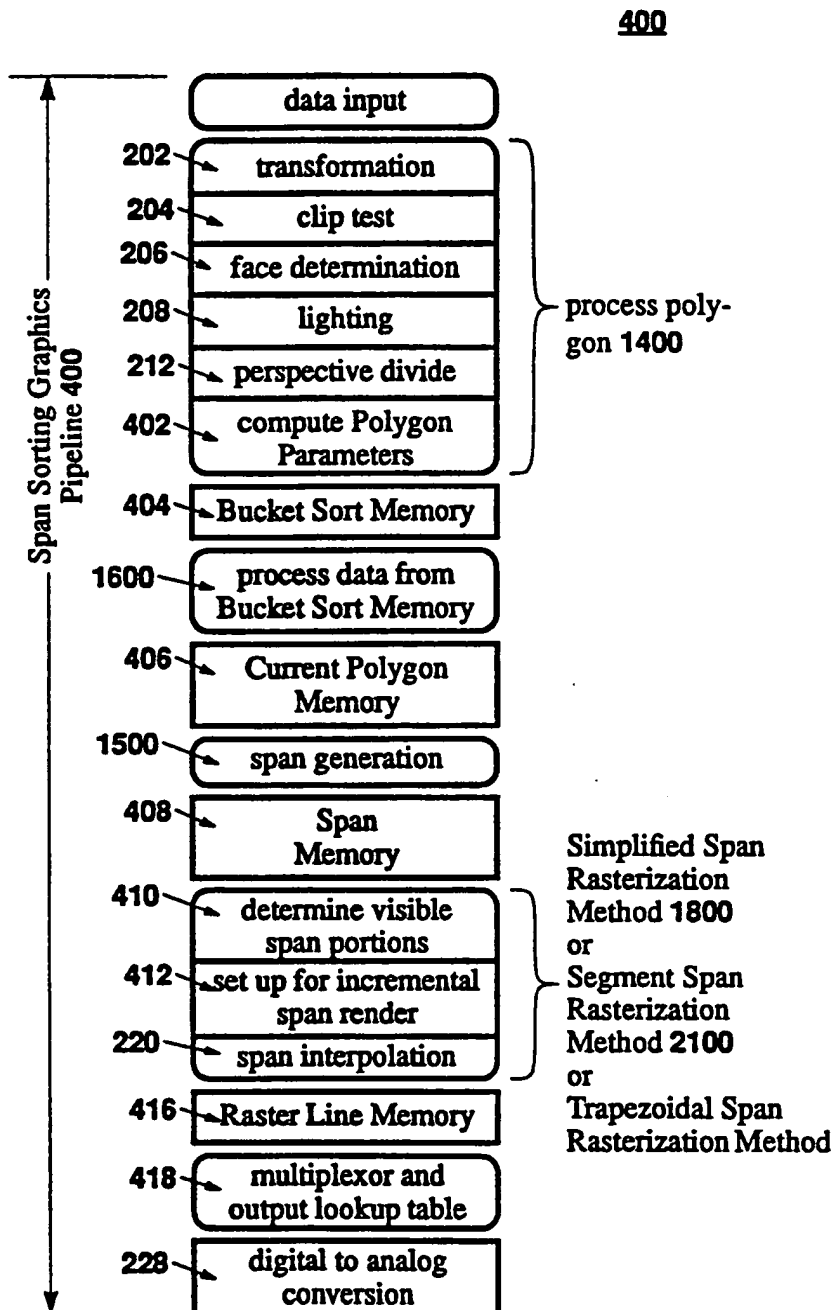 400
data input
202
transformation
204
clip test
206
face determination
208
lighting
212
perspective divide
402
compute Polygon
Parameters
process poly-
gon 1400
Span Sorting Graphics
Pipeline 400
404
Bucket Sort Memory
1600
process data from
Bucket Sort Memory
406
Current Polygon
Memory
1500
span generation
408
Span
Memory
410
determine visible
span portions
412
set up for incremental
span render
220
span interpolation
Simplified Span
Rasterization
Method 1800
or
Segment Span
Rasterization
Method 2100
or
Trapezoidal Span
Rasterization Method
416
Raster Line Memory
418
multiplexor and
output lookup table
228
digital to analog
conversion